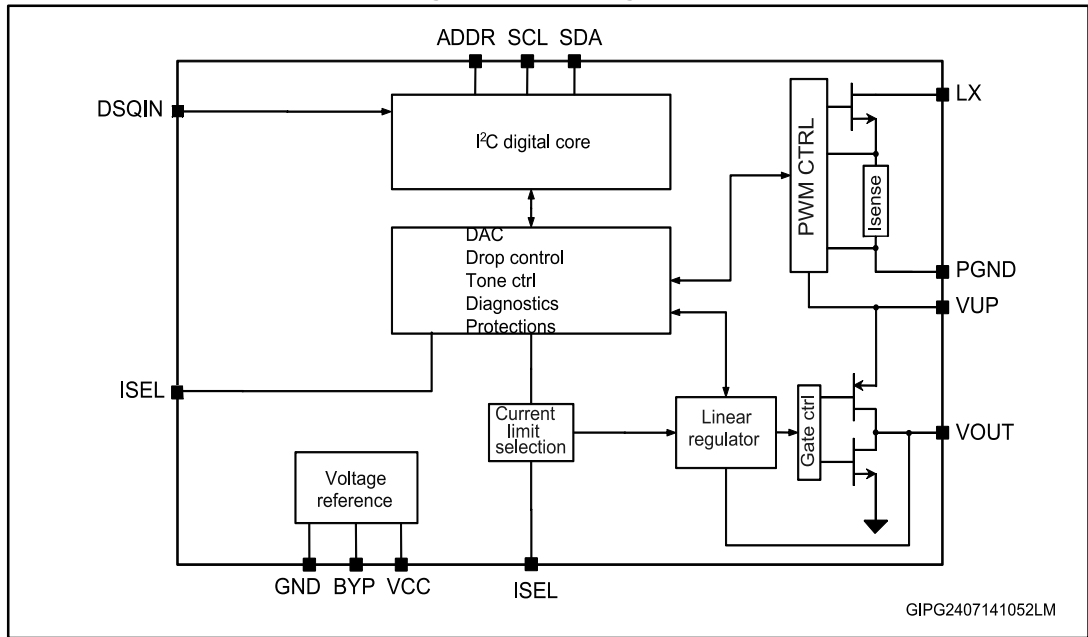 ADDR SCL SDA
DSQIN
LX
I²C digital core
PWM CTRL
Isense
DAC
Drop control
Tone ctrl
Diagnostics
Protections
PGND
VUP
ISEL
Current
limit
selection
Linear
regulator
Gate ctrl
VOUT
Voltage
reference
GND BYP VCC
ISEL
GIPG2407141052LM